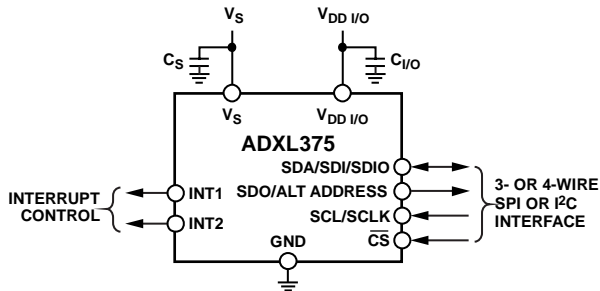 VS
VDD I/O
CS
CI/O
VS
VDD I/O
ADXL375
SDA/SDI/SDIO
SDO/ALT ADDRESS
SCL/SCLK
CS
INT1
INT2
GND
INTERRUPT
CONTROL
3- OR 4-WIRE
SPI OR I2C
INTERFACE